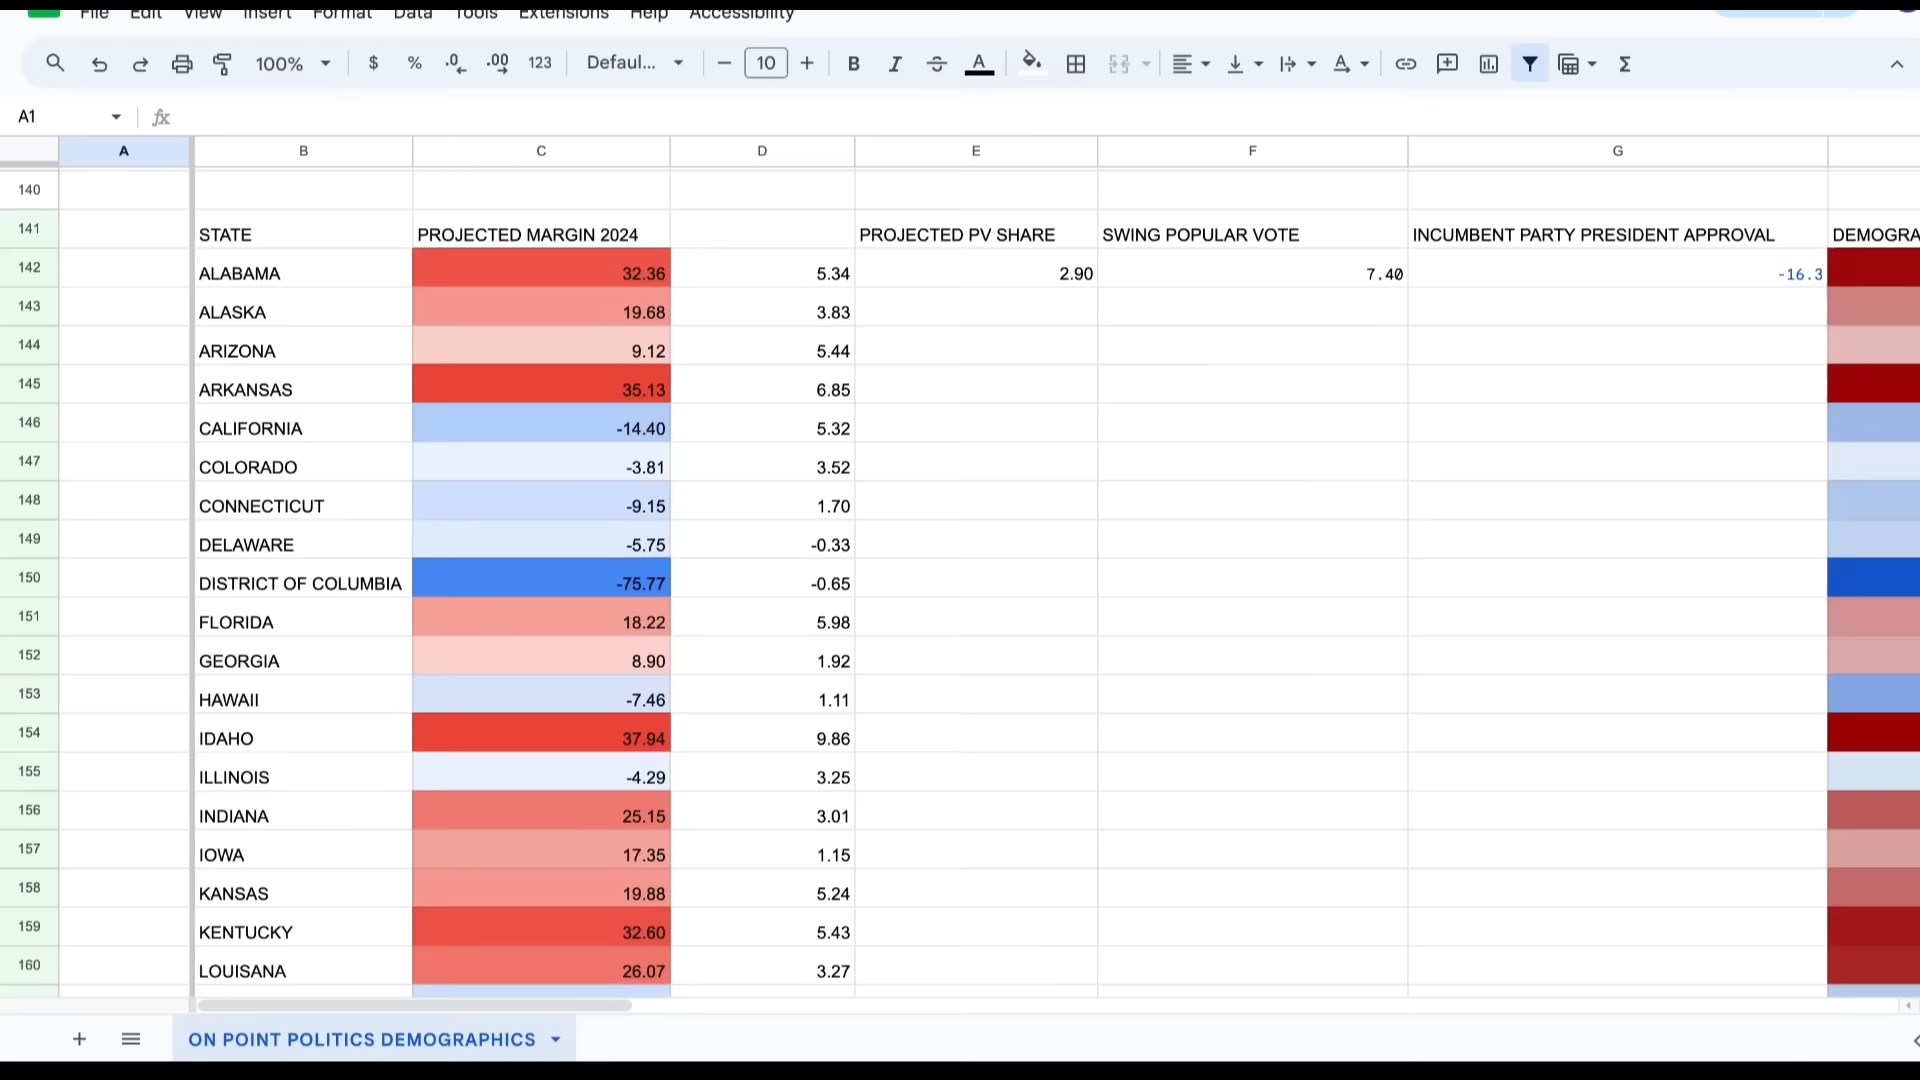 File Edit View Insert Format Data Tools Extensions Help Accessibility
100% $ % .0 .00 123 Defaul... 10 B I S A A Σ
A1 fx
A B C D E F G
140
141 STATE PROJECTED MARGIN 2024 PROJECTED PV SHARE SWING POPULAR VOTE INCUMBENT PARTY PRESIDENT APPROVAL DEMOGRA
142 ALABAMA 32.36 5.34 2.90 7.40 -16.3
143 ALASKA 19.68 3.83
144 ARIZONA 9.12 5.44
145 ARKANSAS 35.13 6.85
146 CALIFORNIA -14.40 5.32
147 COLORADO -3.81 3.52
148 CONNECTICUT -9.15 1.70
149 DELAWARE -5.75 -0.33
150 DISTRICT OF COLUMBIA -75.77 -0.65
151 FLORIDA 18.22 5.98
152 GEORGIA 8.90 1.92
153 HAWAII -7.46 1.11
154 IDAHO 37.94 9.86
155 ILLINOIS -4.29 3.25
156 INDIANA 25.15 3.01
157 IOWA 17.35 1.15
158 KANSAS 19.88 5.24
159 KENTUCKY 32.60 5.43
160 LOUISANA 26.07 3.27
ON POINT POLITICS DEMOGRAPHICS